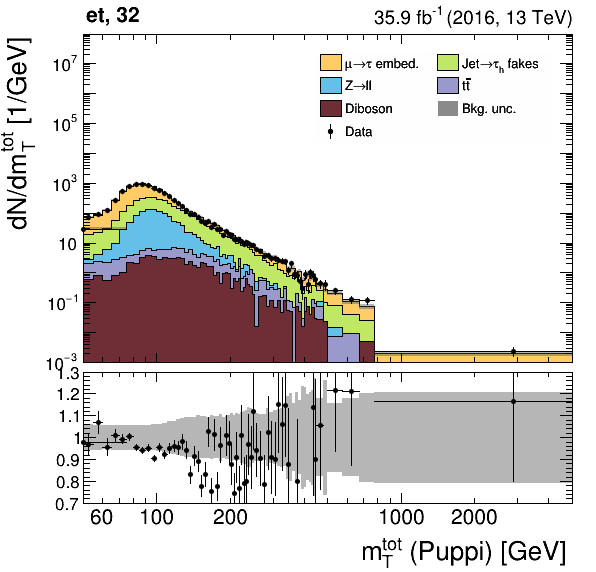 et, 32
35.9 fb⁻¹ (2016, 13 TeV)
dN/dm_T^tot [1/GeV]
μ→τ embed.
Jet→τ_h fakes
Z→ll
tt̅
Diboson
Bkg. unc.
Data
10⁷
10⁵
10³
10
10⁻¹
10⁻³
1.3
1.2
1.1
1
0.9
0.8
0.7
60 100 200 1000 2000
m_T^tot (Puppi) [GeV]